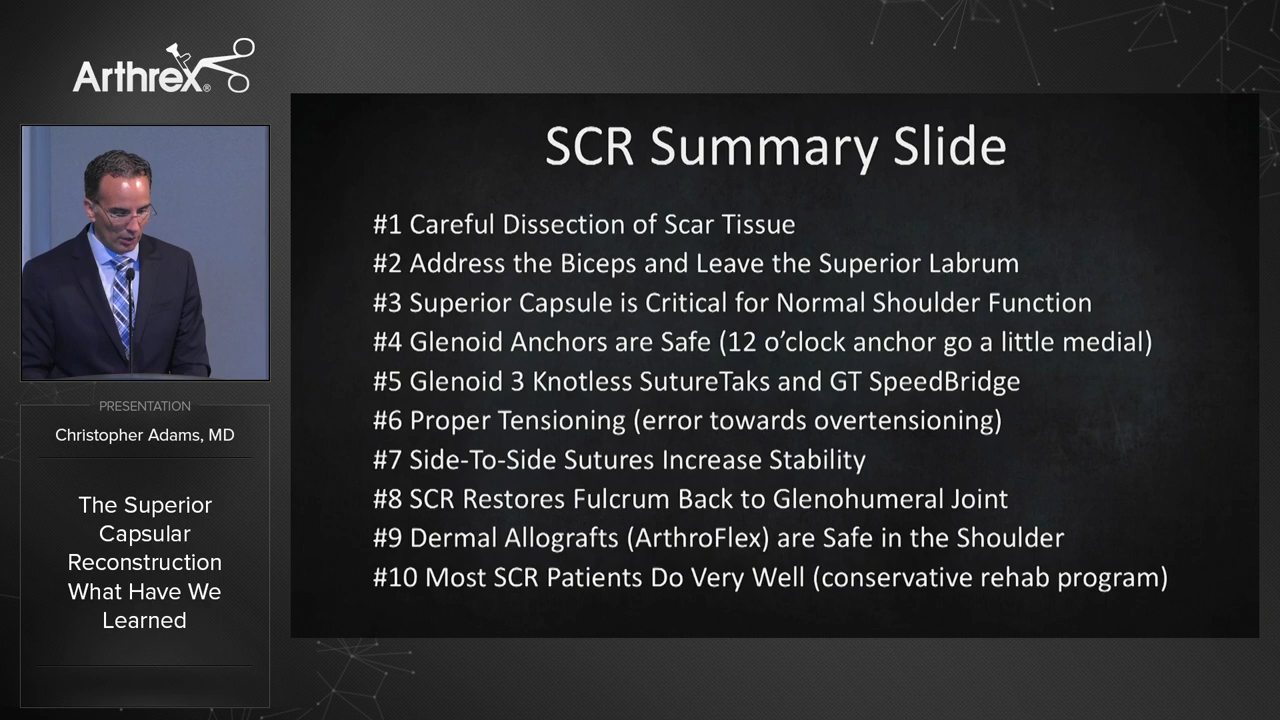 Arthrex®
PRESENTATION
Christopher Adams, MD
The Superior
Capsular
Reconstruction
What Have We
Learned
SCR Summary Slide
#1 Careful Dissection of Scar Tissue
#2 Address the Biceps and Leave the Superior Labrum
#3 Superior Capsule is Critical for Normal Shoulder Function
#4 Glenoid Anchors are Safe (12 o’clock anchor go a little medial)
#5 Glenoid 3 Knotless SutureTaks and GT SpeedBridge
#6 Proper Tensioning (error towards overtensioning)
#7 Side-To-Side Sutures Increase Stability
#8 SCR Restores Fulcrum Back to Glenohumeral Joint
#9 Dermal Allografts (ArthroFlex) are Safe in the Shoulder
#10 Most SCR Patients Do Very Well (conservative rehab program)